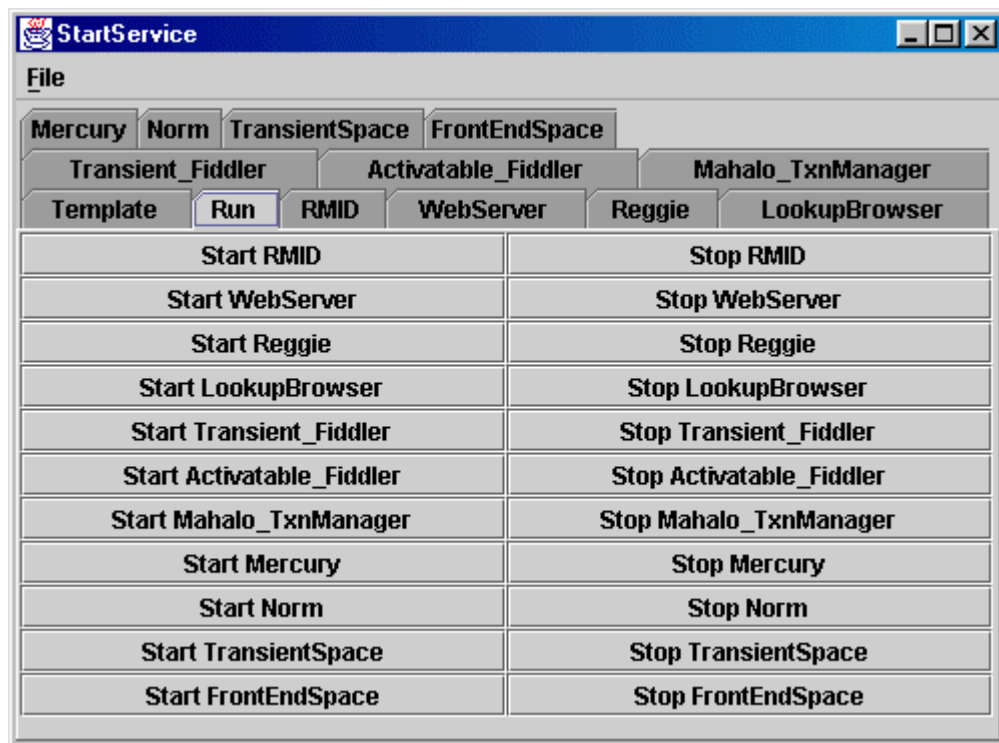 StartService
File
Mercury Norm TransientSpace FrontEndSpace
Transient_Fiddler Activatable_Fiddler Mahalo_TxnManager
Template Run RMID WebServer Reggie LookupBrowser
Start RMID Stop RMID
Start WebServer Stop WebServer
Start Reggie Stop Reggie
Start LookupBrowser Stop LookupBrowser
Start Transient_Fiddler Stop Transient_Fiddler
Start Activatable_Fiddler Stop Activatable_Fiddler
Start Mahalo_TxnManager Stop Mahalo_TxnManager
Start Mercury Stop Mercury
Start Norm Stop Norm
Start TransientSpace Stop TransientSpace
Start FrontEndSpace Stop FrontEndSpace